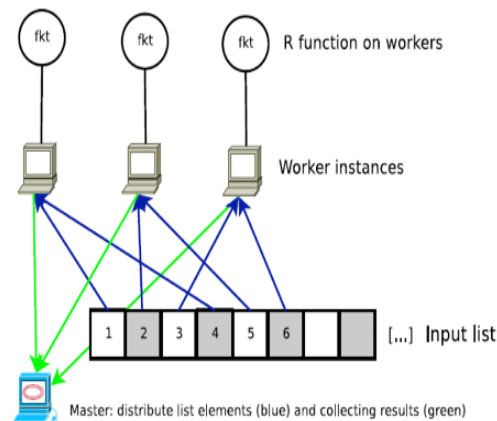 fkt fkt fkt R function on workers
Worker instances
1 2 3 4 5 6 [...] Input list
Master: distribute list elements (blue) and collecting results (green)